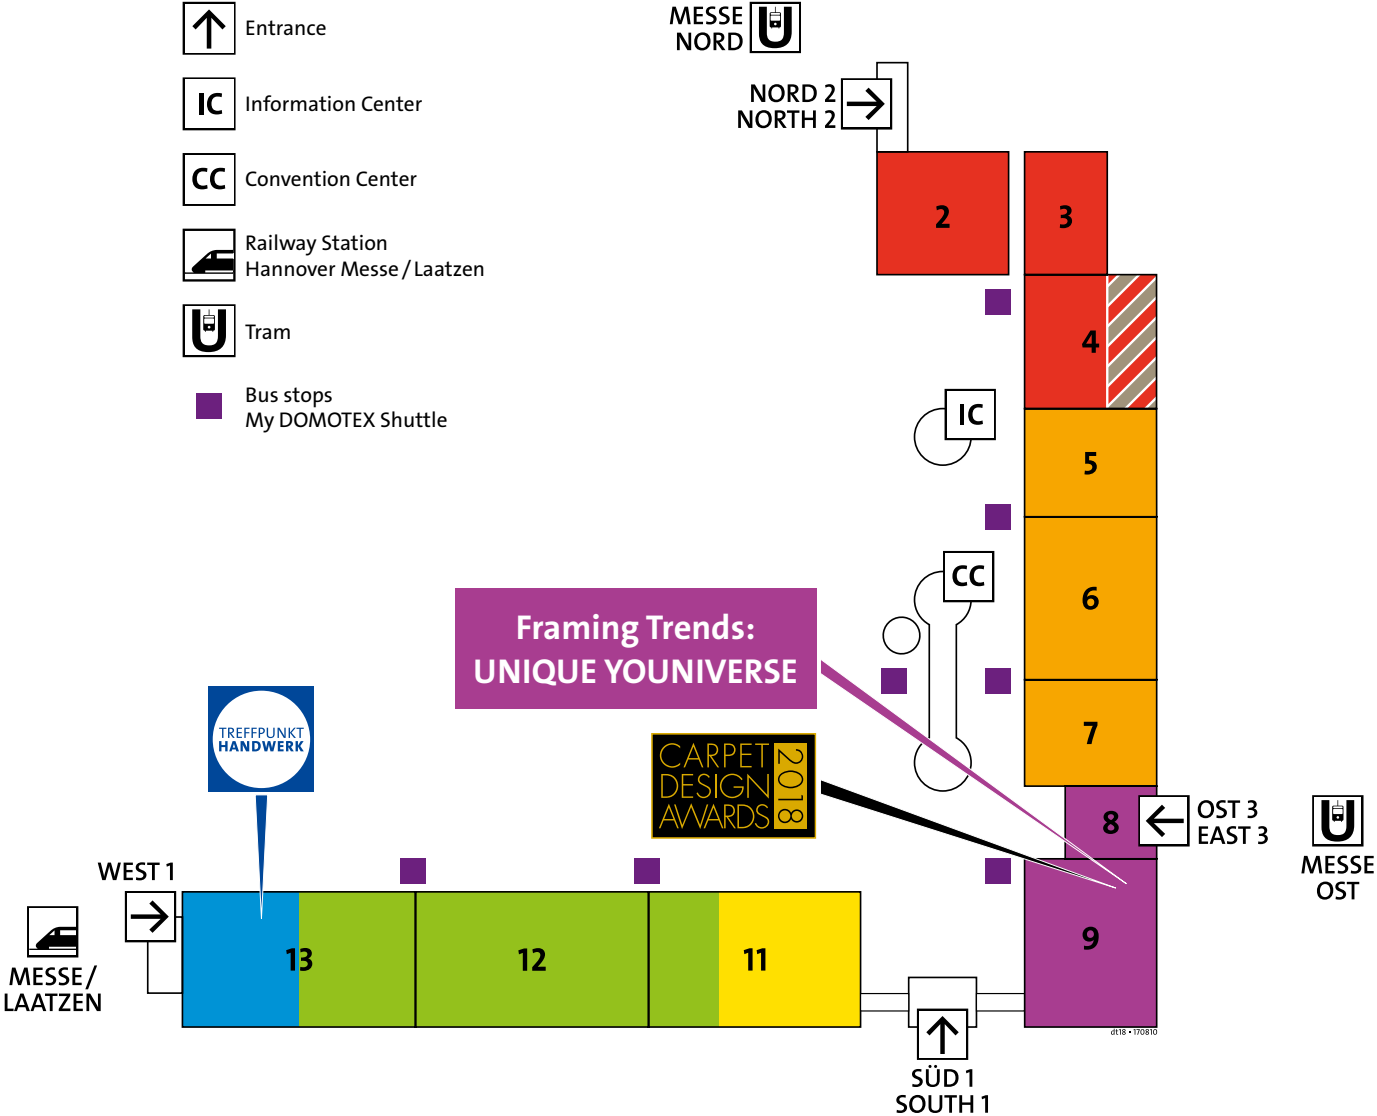 Entrance
IC
Information Center
CC
Convention Center
Railway Station
Hannover Messe / Laatzen
U
Tram
Bus stops
My DOMOTEX Shuttle
MESSE
NORD
U
NORD 2
NORTH 2
2
3
4
IC
5
CC
6
Framing Trends:
UNIQUE YOUNIVERSE
7
TREFFPUNKT
HANDWERK
CARPET
DESIGN
AWARDS
2018
8
OST 3
EAST 3
U
MESSE
OST
WEST 1
MESSE /
LAATZEN
13
12
11
9
dt18 • 170810
SÜD 1
SOUTH 1